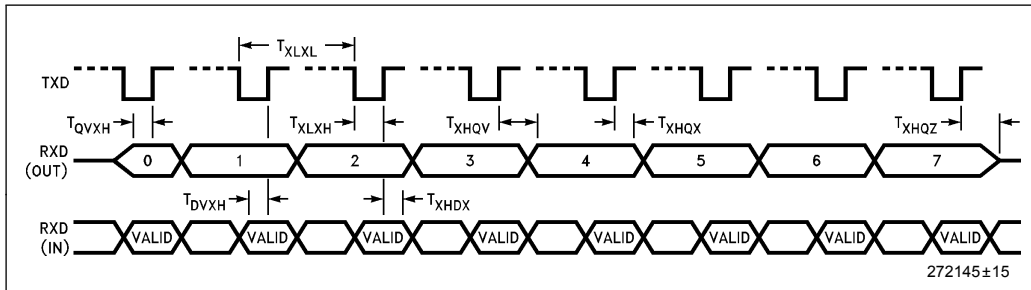 TXLXL
TXD
TQVXH TXLXH TXHQV TXHQX TXHQZ
RXD (OUT) 0 1 2 3 4 5 6 7
TDVXH TXHDX
RXD (IN) VALID VALID VALID VALID VALID VALID VALID VALID
272145±15